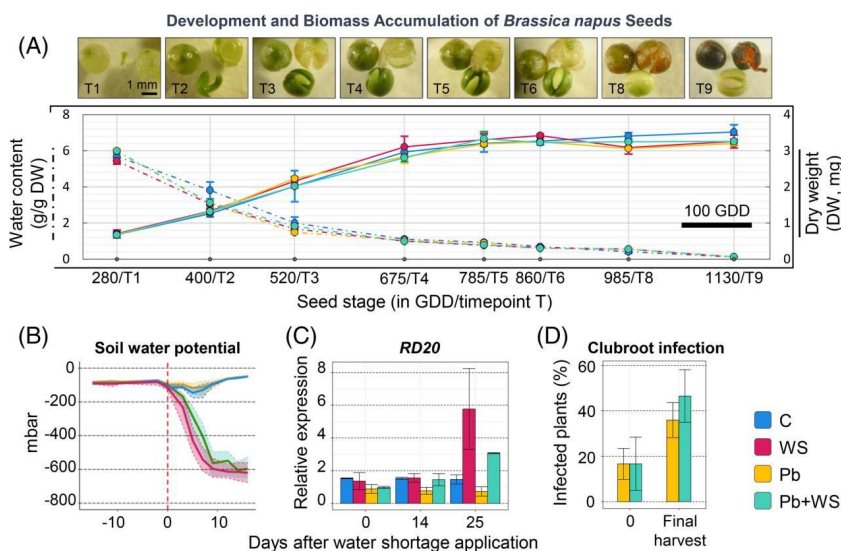 Development and Biomass Accumulation of Brassica napus Seeds
(A)
T1
1 mm
T2
T3
T4
T5
T6
T8
T9
Water content
(g/g DW)
8
6
4
2
0
100 GDD
4
3
2
1
0
Dry weight
(DW, mg)
280/T1 400/T2 520/T3 675/T4 785/T5 860/T6 985/T8 1130/T9
Seed stage (in GDD/timepoint T)
(B)
Soil water potential
mbar
0
-200
-400
-600
-800
-10 0 10
(C)
RD20
Relative expression
8
6
4
2
0
0 14 25
Days after water shortage application
(D)
Clubroot infection
Infected plants (%)
60
40
20
0
0 Final
harvest
C
WS
Pb
Pb+WS